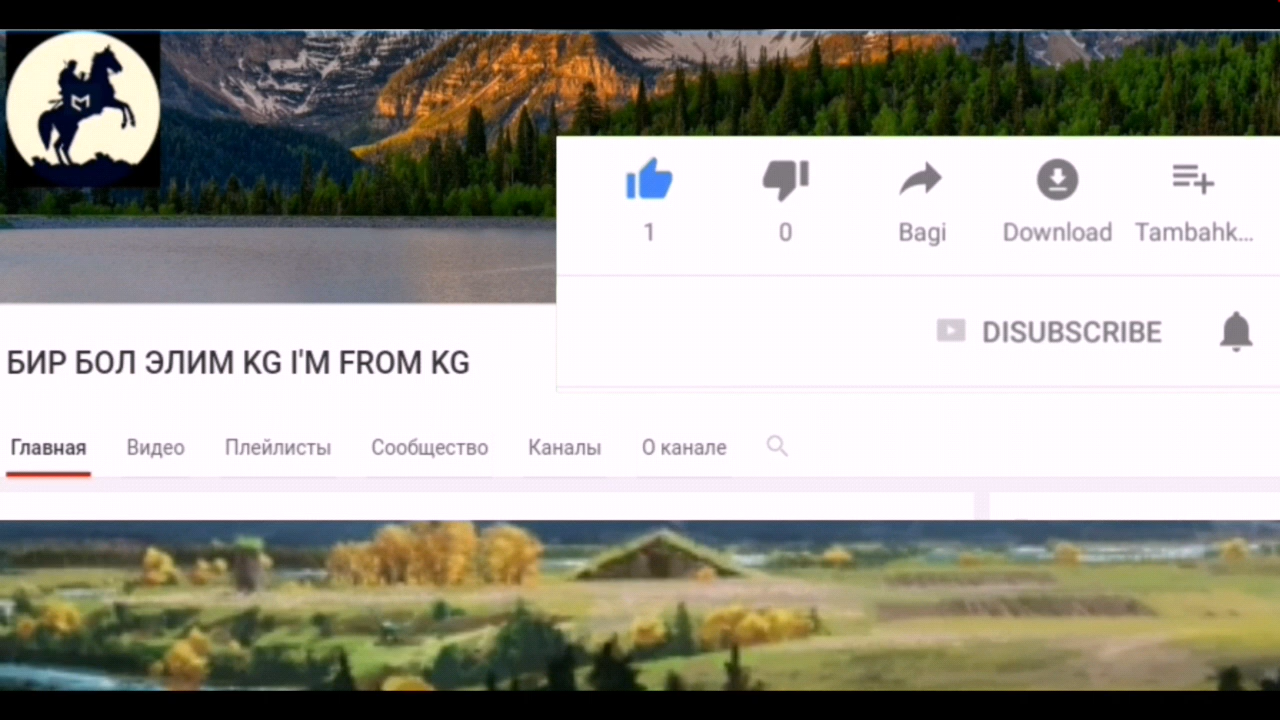 1
0
Bagi
Download
Tambahk...
DISUBSCRIBE
БИР БОЛ ЭЛИМ KG I'M FROM KG
Главная Видео Плейлисты Сообщество Каналы О канале